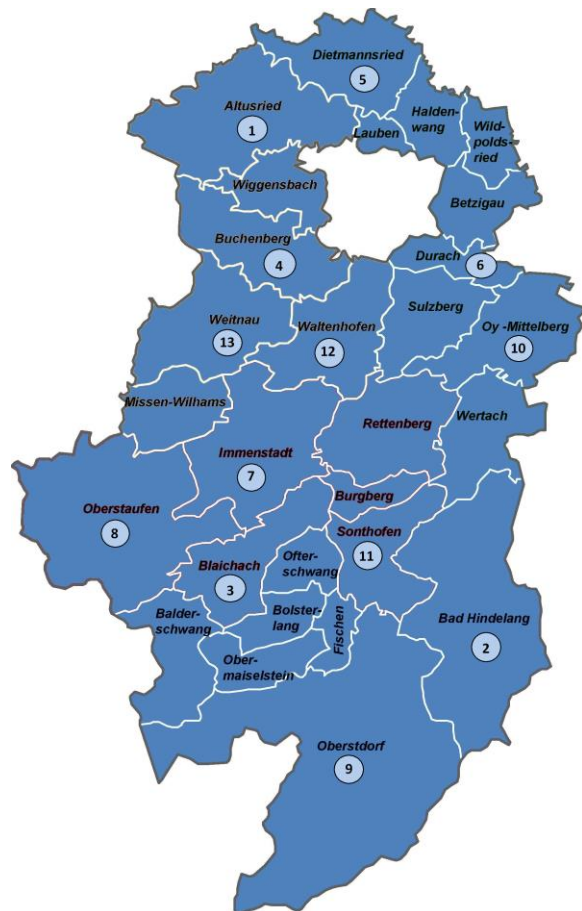 Dietmannsried
5
Altusried
1
Halden-
wang
Lauben
Wild-
polds-
ried
Wiggensbach
Betzigau
Buchenberg
4
Durach
6
Sulzberg
Weitnau
13
Waltenhofen
12
Oy -Mittelberg
10
Missen-Wilhams
Rettenberg
Wertach
Immenstadt
7
Burgberg
Oberstaufen
8
Sonthofen
11
Blaichach
3
Ofter-
schwang
Balder-
schwang
Bolster-
lang
Fischen
Bad Hindelang
2
Ober-
maiselstein
Oberstdorf
9